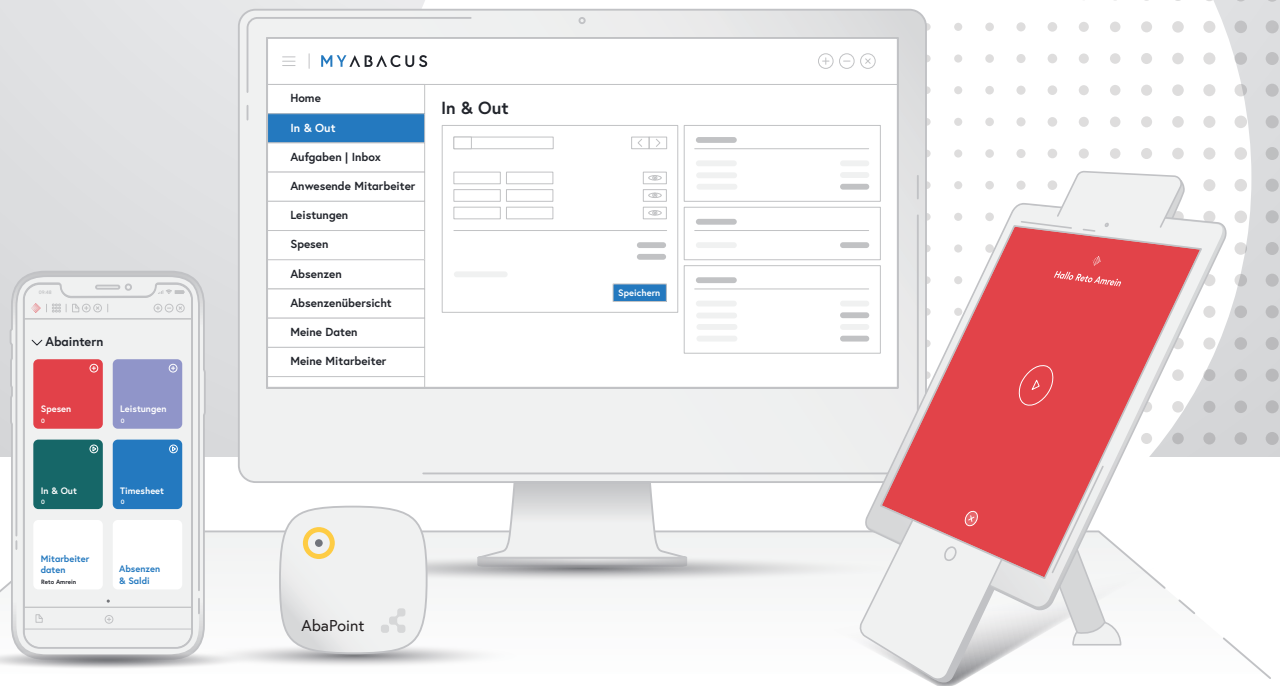 MYABACUS
Home
In & Out
Aufgaben | Inbox
Anwesende Mitarbeiter
Leistungen
Spesen
Absenzen
Absenzenübersicht
Meine Daten
Meine Mitarbeiter
In & Out
Speichern
Abaintern
Spesen
0
Leistungen
0
In & Out
0
Timesheet
0
Mitarbeiter
daten
Reto Amrein
Absenzen
& Saldi
AbaPoint
Hallo Reto Amrein